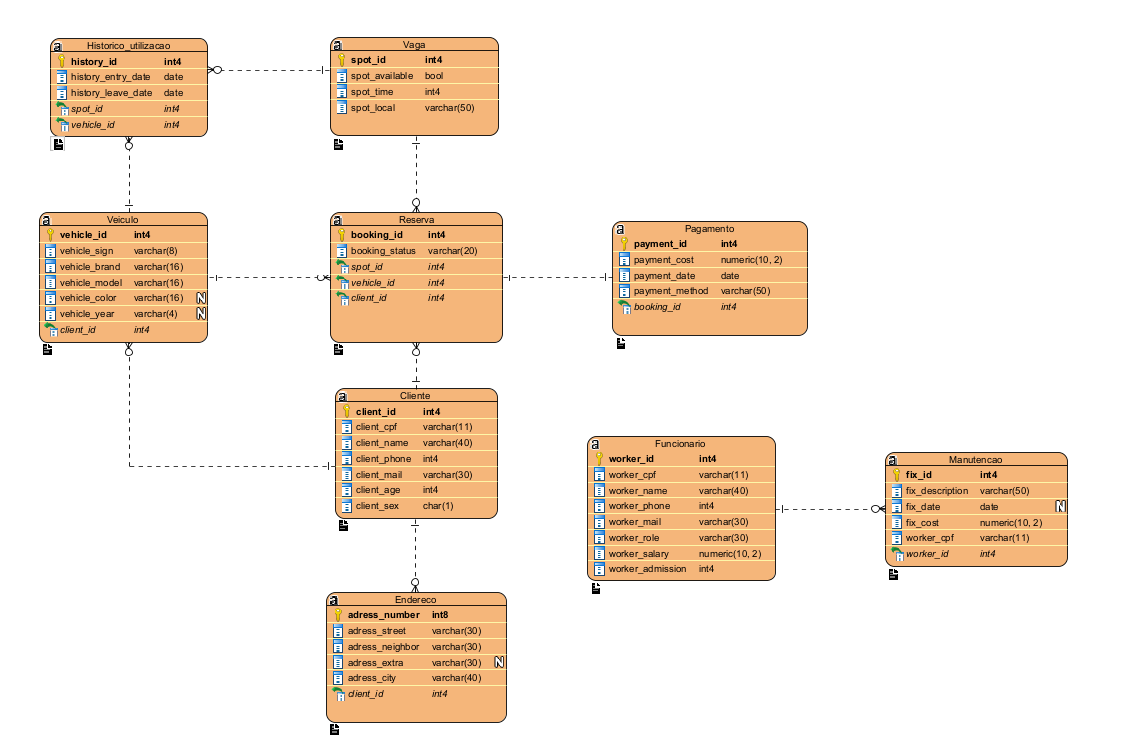 Historico_utilizacao
history_id int4
history_entry_date date
history_leave_date date
spot_id int4
vehicle_id int4
Vaga
spot_id int4
spot_available bool
spot_time int4
spot_local varchar(50)
Veiculo
vehicle_id int4
vehicle_sign varchar(8)
vehicle_brand varchar(16)
vehicle_model varchar(16)
vehicle_color varchar(16) N
vehicle_year varchar(4) N
client_id int4
Reserva
booking_id int4
booking_status varchar(20)
spot_id int4
vehicle_id int4
client_id int4
Pagamento
payment_id int4
payment_cost numeric(10, 2)
payment_date date
payment_method varchar(50)
booking_id int4
Cliente
client_id int4
client_cpf varchar(11)
client_name varchar(40)
client_phone int4
client_mail varchar(30)
client_age int4
client_sex char(1)
Funcionario
worker_id int4
worker_cpf varchar(11)
worker_name varchar(40)
worker_phone int4
worker_mail varchar(30)
worker_role varchar(30)
worker_salary numeric(10, 2)
worker_admission int4
Manutencao
fix_id int4
fix_description varchar(50)
fix_date date N
fix_cost numeric(10, 2)
worker_cpf varchar(11)
worker_id int4
Endereco
adress_number int8
adress_street varchar(30)
adress_neighbor varchar(30)
adress_extra varchar(30) N
adress_city varchar(40)
client_id int4